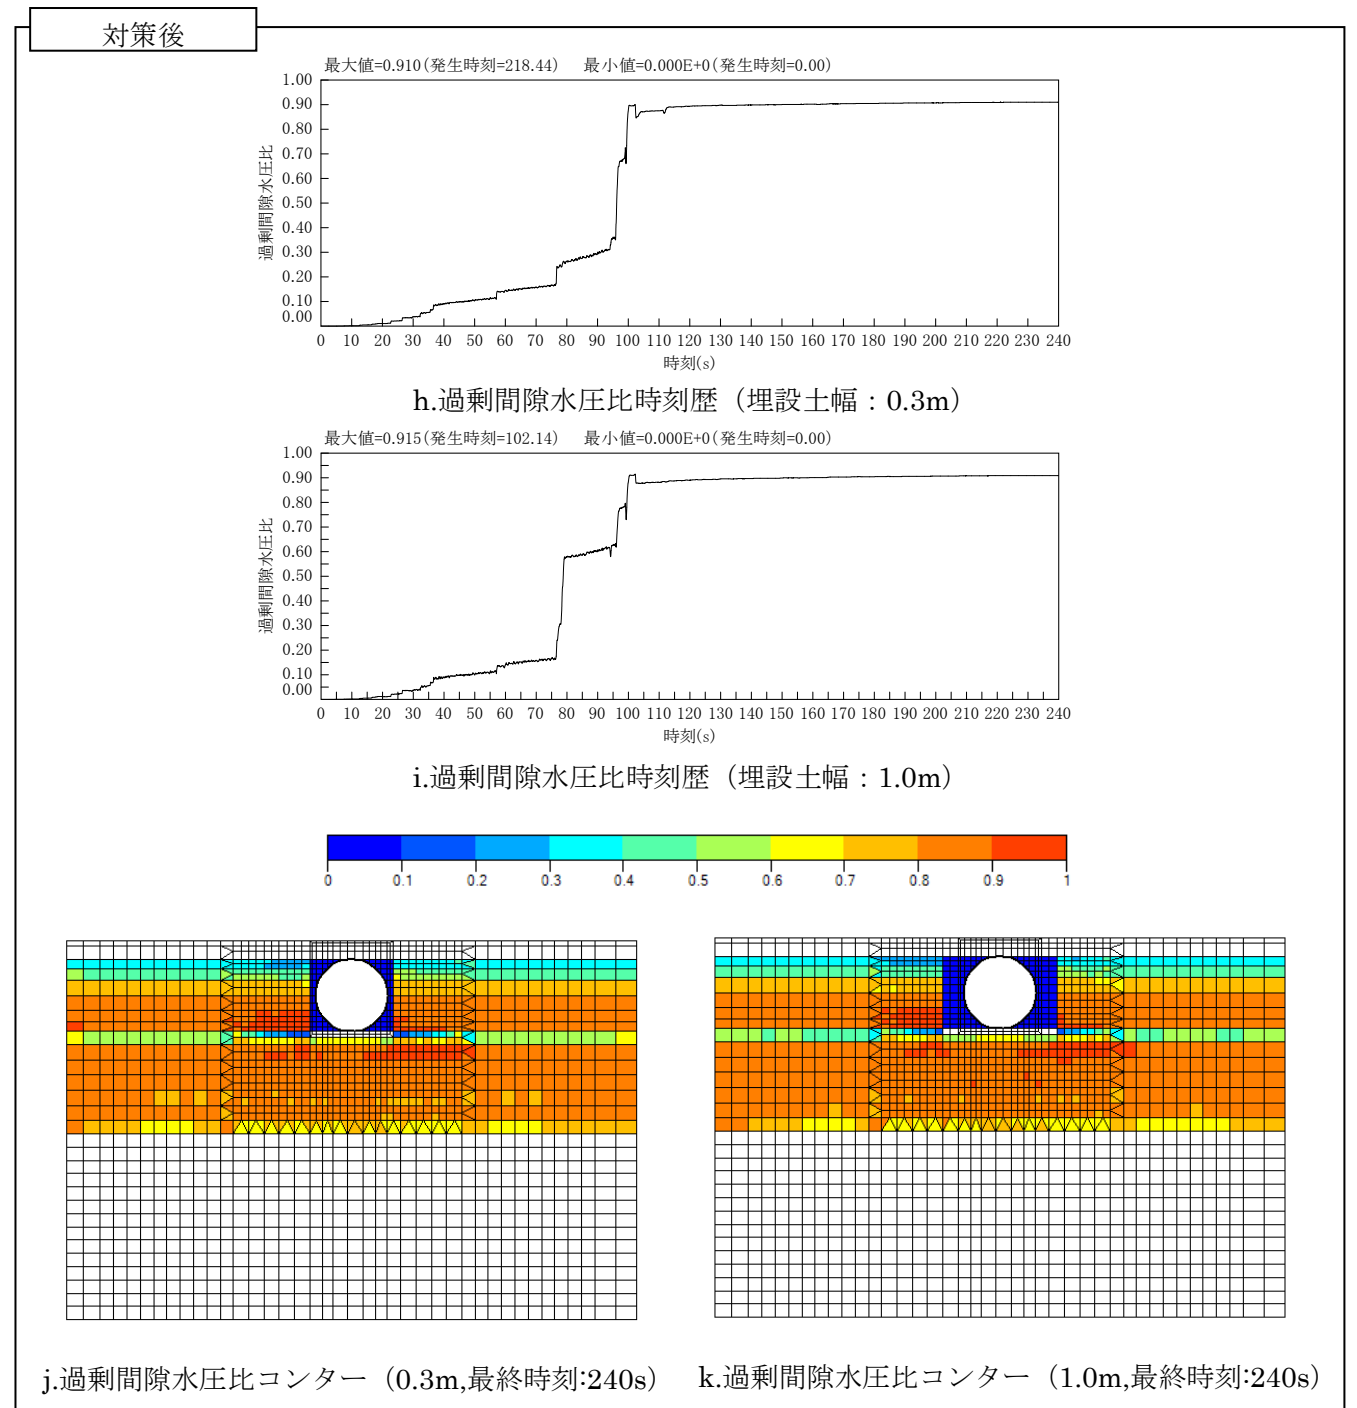 対策後
最大値=0.910(発生時刻=218.44) 最小値=0.000E+0(発生時刻=0.00)
1.00
0.90
0.80
0.70
0.60
0.50
0.40
0.30
0.20
0.10
0.00
過剰間隙水圧比
0 10 20 30 40 50 60 70 80 90 100 110 120 130 140 150 160 170 180 190 200 210 220 230 240
時刻(s)
h.過剰間隙水圧比時刻歴（埋設土幅：0.3m）
最大値=0.915(発生時刻=102.14) 最小値=0.000E+0(発生時刻=0.00)
1.00
0.90
0.80
0.70
0.60
0.50
0.40
0.30
0.20
0.10
0.00
過剰間隙水圧比
0 10 20 30 40 50 60 70 80 90 100 110 120 130 140 150 160 170 180 190 200 210 220 230 240
時刻(s)
i.過剰間隙水圧比時刻歴（埋設土幅：1.0m）
0 0.1 0.2 0.3 0.4 0.5 0.6 0.7 0.8 0.9 1
j.過剰間隙水圧比コンター（0.3m,最終時刻:240s）
k.過剰間隙水圧比コンター（1.0m,最終時刻:240s）